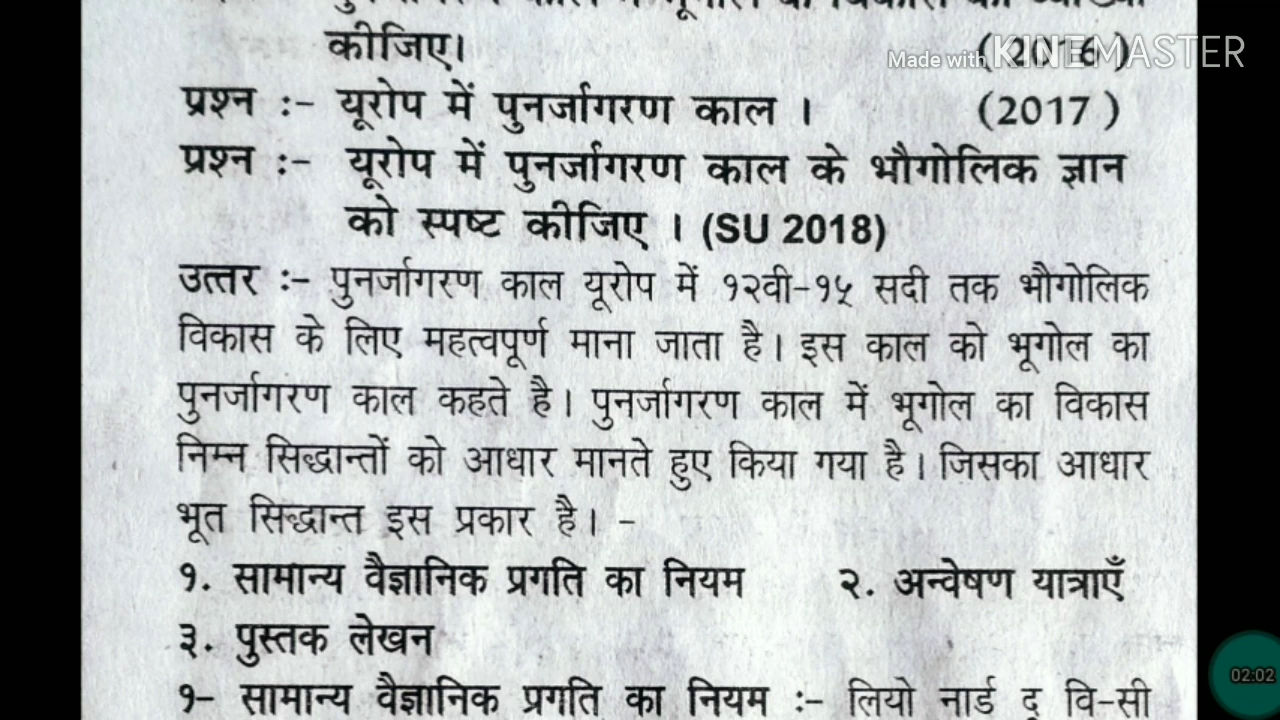 कीजिए। (2016)
Made with KINEMASTER
प्रश्न :- यूरोप में पुनर्जागरण काल । (2017 )
प्रश्न :- यूरोप में पुनर्जागरण काल के भौगोलिक ज्ञान
को स्पष्ट कीजिए । (SU 2018)
उत्तर :- पुनर्जागरण काल यूरोप में १२वी-१५ सदी तक भौगोलिक
विकास के लिए महत्वपूर्ण माना जाता है। इस काल को भूगोल का
पुनर्जागरण काल कहते है। पुनर्जागरण काल में भूगोल का विकास
निम्न सिद्धान्तों को आधार मानते हुए किया गया है। जिसका आधार
भूत सिद्धान्त इस प्रकार है। -
१. सामान्य वैज्ञानिक प्रगति का नियम २. अन्वेषण यात्राएँ
३. पुस्तक लेखन
१- सामान्य वैज्ञानिक प्रगति का नियम :- लियो नार्ड दू वि-सी
02:02